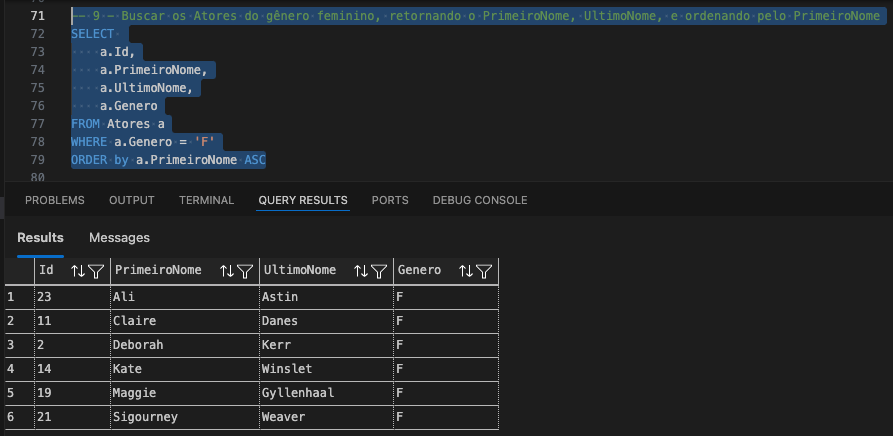 71 -- 9 - Buscar os Atores do gênero feminino, retornando o PrimeiroNome, UltimoNome, e ordenando pelo PrimeiroNome
72 SELECT
73 a.Id,
74 a.PrimeiroNome,
75 a.UltimoNome,
76 a.Genero
77 FROM Atores a
78 WHERE a.Genero = 'F'
79 ORDER by a.PrimeiroNome ASC
80
PROBLEMS OUTPUT TERMINAL QUERY RESULTS PORTS DEBUG CONSOLE
Results Messages
Id PrimeiroNome UltimoNome Genero
1 23 Ali Astin F
2 11 Claire Danes F
3 2 Deborah Kerr F
4 14 Kate Winslet F
5 19 Maggie Gyllenhaal F
6 21 Sigourney Weaver F